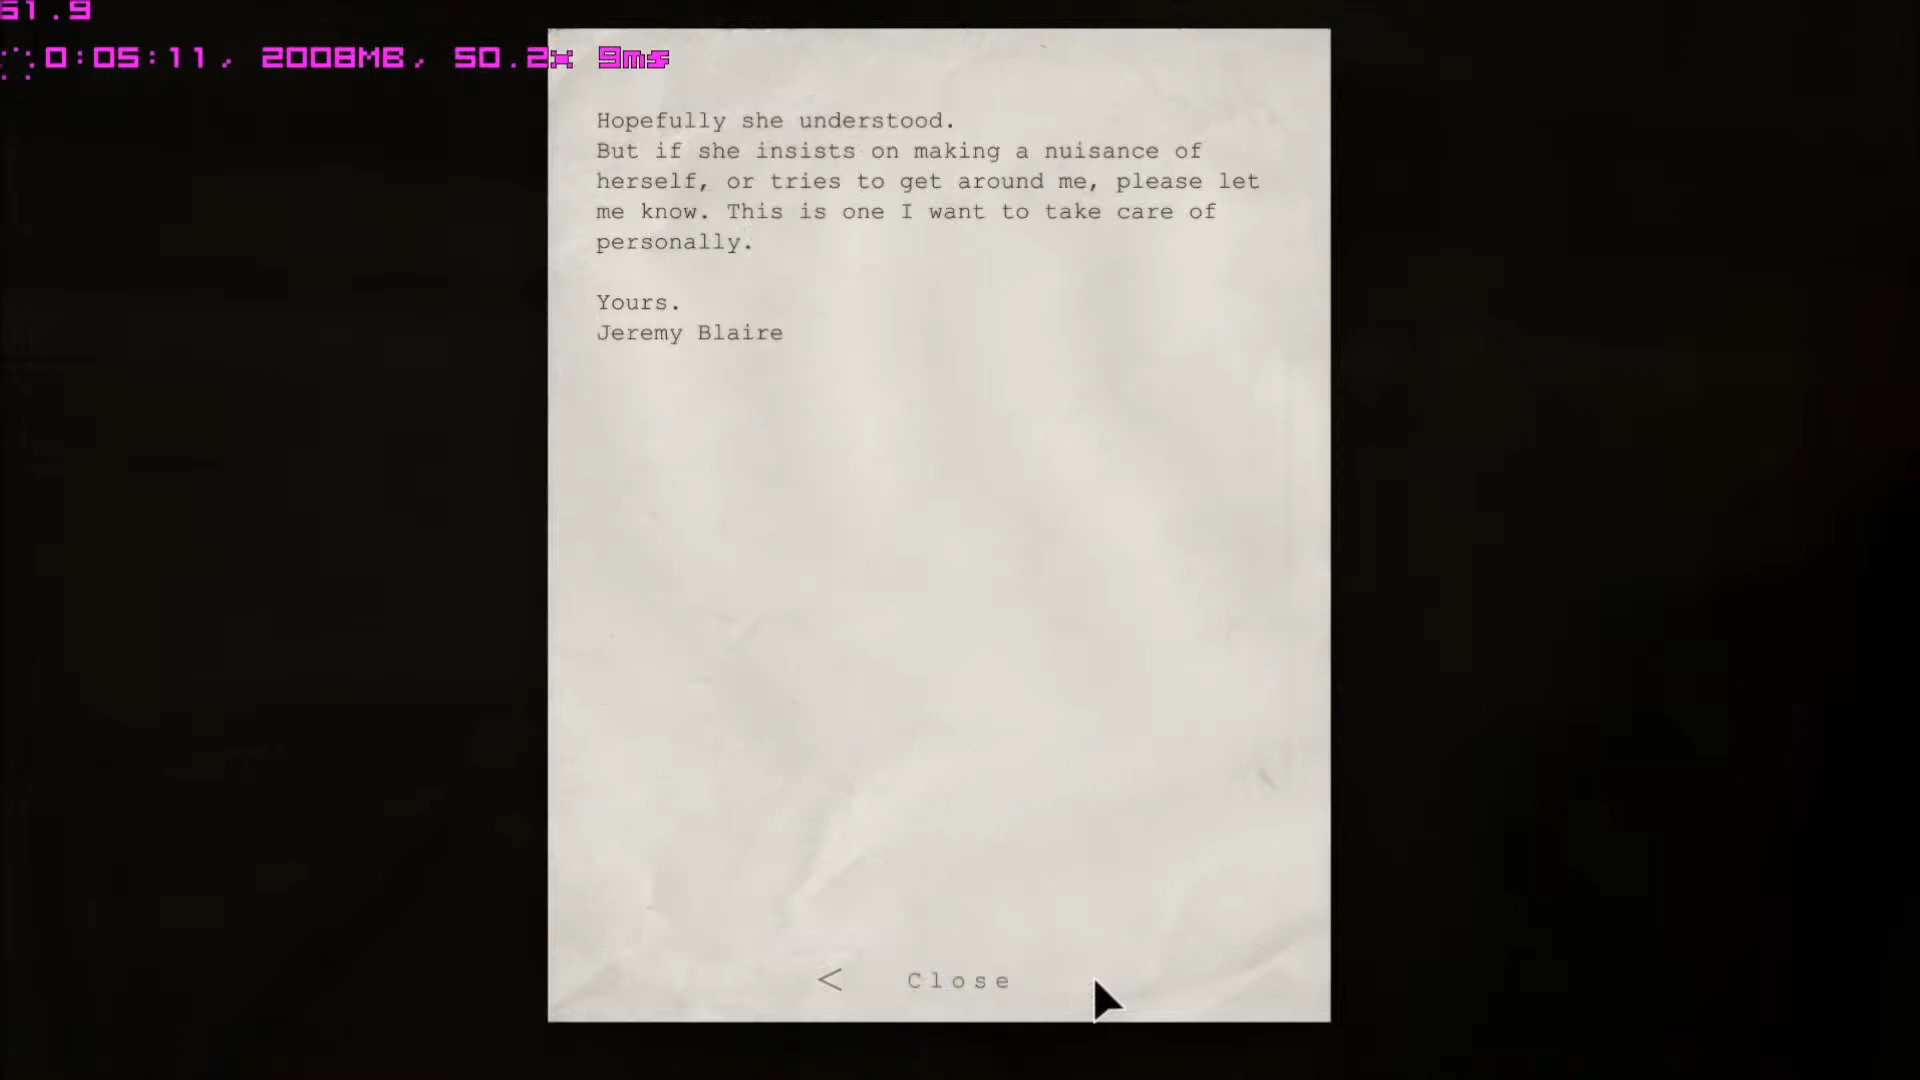 61.9
0:05:11, 2008MB, 50.2x 9ms
Hopefully she understood.
But if she insists on making a nuisance of
herself, or tries to get around me, please let
me know. This is one I want to take care of
personally.
Yours.
Jeremy Blaire
< Close